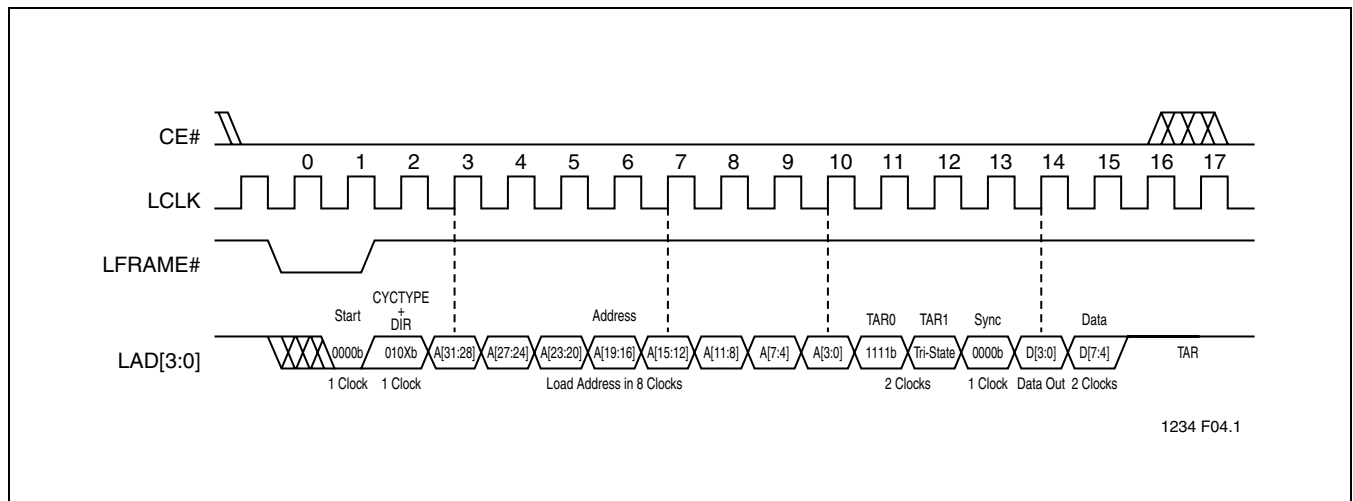 CE#
0 1 2 3 4 5 6 7 8 9 10 11 12 13 14 15 16 17
LCLK
LFRAME#
CYCTYPE
+
DIR
Start Address TAR0 TAR1 Sync Data
LAD[3:0] 0000b 010Xb A[31:28] A[27:24] A[23:20] A[19:16] A[15:12] A[11:8] A[7:4] A[3:0] 1111b Tri-State 0000b D[3:0] D[7:4] TAR
1 Clock 1 Clock Load Address in 8 Clocks 2 Clocks 1 Clock Data Out 2 Clocks
1234 F04.1